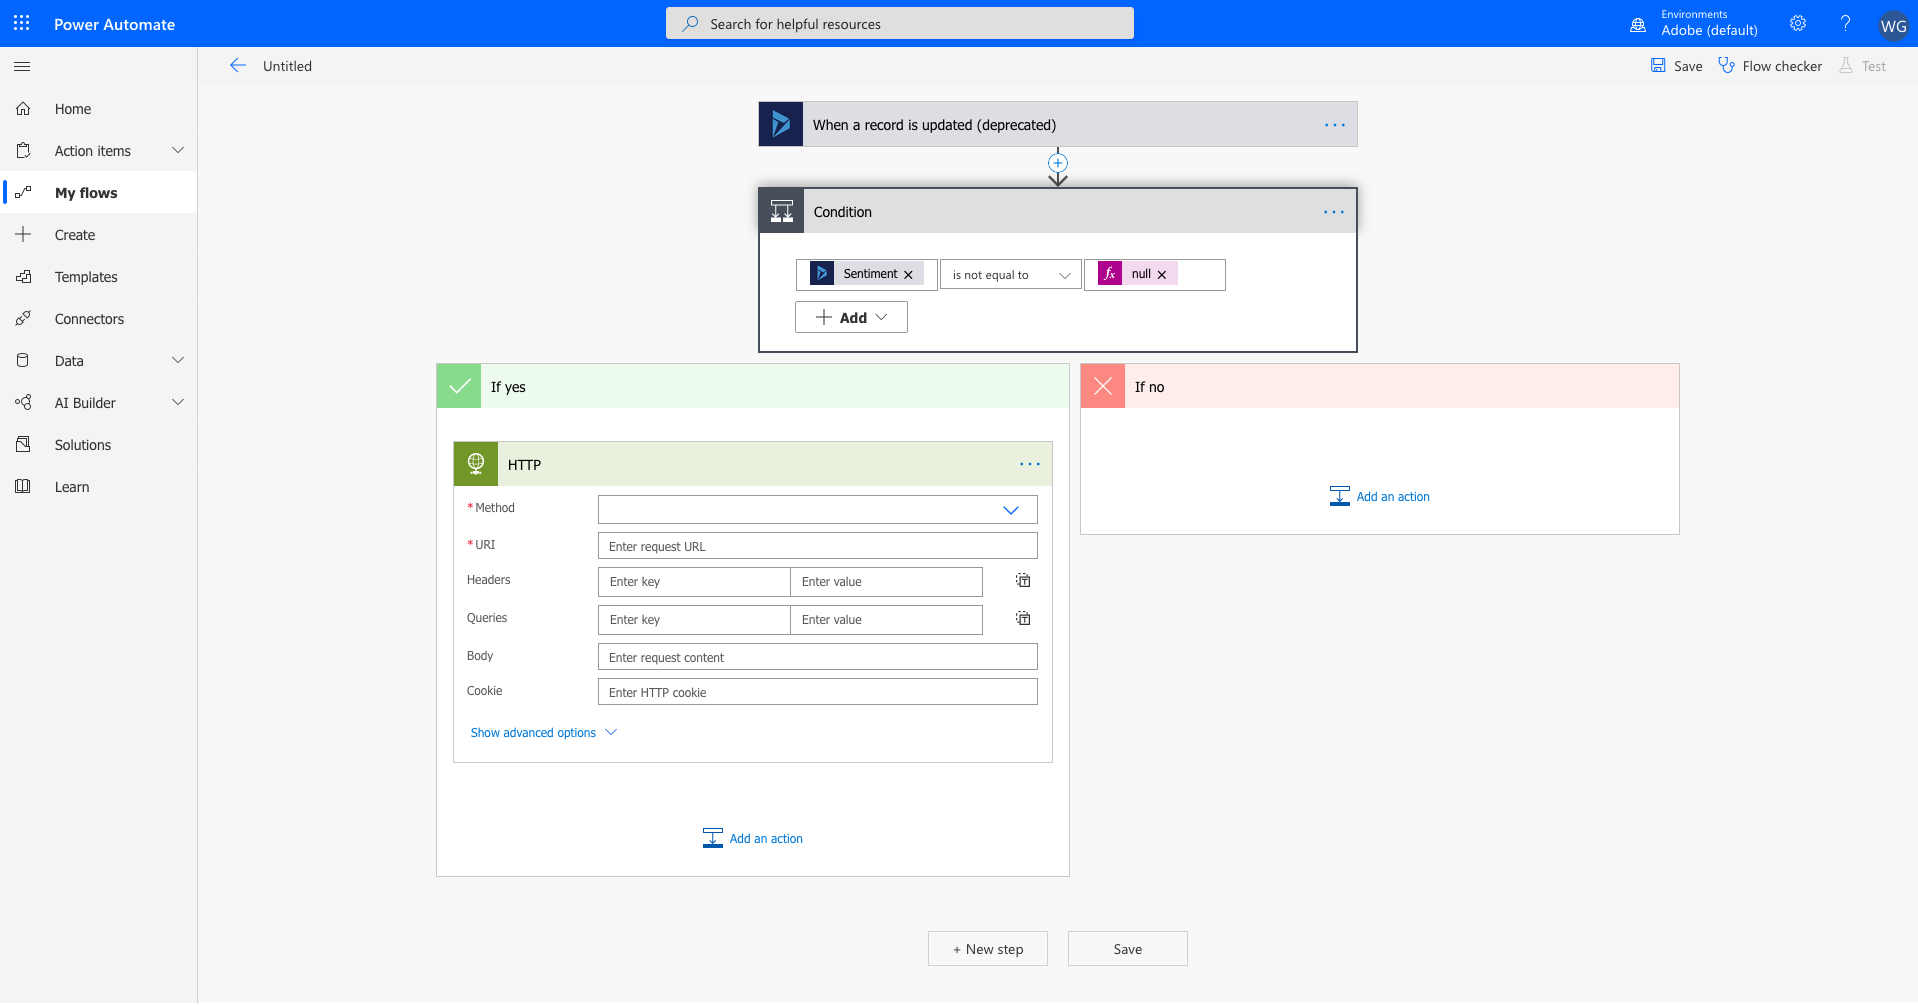 Power Automate
Search for helpful resources
Environments
Adobe (default)
?
WG
Untitled
Save
Flow checker
Test
Home
Action items
My flows
Create
Templates
Connectors
Data
AI Builder
Solutions
Learn
When a record is updated (deprecated)
...
Condition
...
Sentiment
is not equal to
fx
null
Add
If yes
If no
HTTP
...
* Method
* URI
Enter request URL
Headers
Enter key
Enter value
Queries
Enter key
Enter value
Body
Enter request content
Cookie
Enter HTTP cookie
Show advanced options
Add an action
Add an action
+ New step
Save